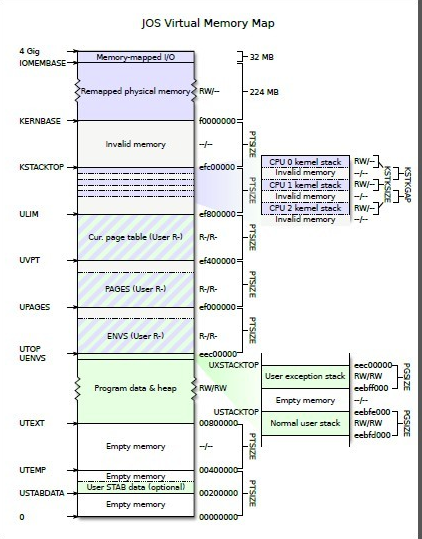 JOS Virtual Memory Map
4 Gig
Memory-mapped I/O
32 MB
IOMEMBASE
Remapped physical memory
RW/--
224 MB
KERNBASE
f0000000
Invalid memory
--/--
PTSIZE
KSTACKTOP
efc00000
PTSIZE
CPU 0 kernel stack
RW/--
KSTKSIZE
Invalid memory
--/--
KSTKGAP
CPU 1 kernel stack
RW/--
Invalid memory
--/--
CPU 2 kernel stack
RW/--
Invalid memory
--/--
ULIM
ef800000
Cur. page table (User R-)
R-/R-
PTSIZE
UVPT
ef400000
PAGES (User R-)
R-/R-
PTSIZE
UPAGES
ef000000
ENVS (User R-)
R-/R-
PTSIZE
UTOP
UENVS
eec00000
Program data & heap
RW/RW
UXSTACKTOP
eec00000
User exception stack
RW/RW
PGSIZE
eebff000
Empty memory
--/--
USTACKTOP
eebfe000
Normal user stack
RW/RW
PGSIZE
eebfd000
UTEXT
00800000
Empty memory
--/--
PTSIZE
UTEMP
00400000
Empty memory
User STAB data (optional)
PTSIZE
USTABDATA
00200000
Empty memory
0
00000000